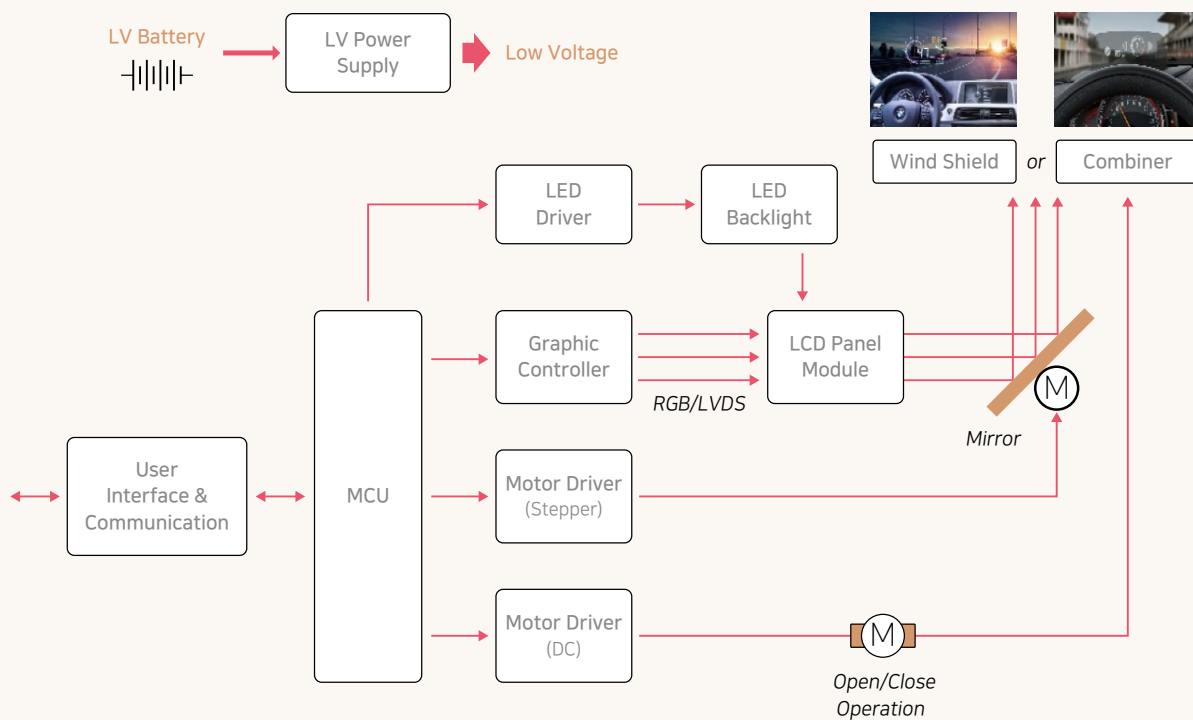 LV Battery
LV Power
Supply
Low Voltage
Wind Shield
or
Combiner
LED
Driver
LED
Backlight
Graphic
Controller
RGB/LVDS
LCD Panel
Module
M
Mirror
User
Interface &
Communication
MCU
Motor Driver
(Stepper)
Motor Driver
(DC)
M
Open/Close
Operation